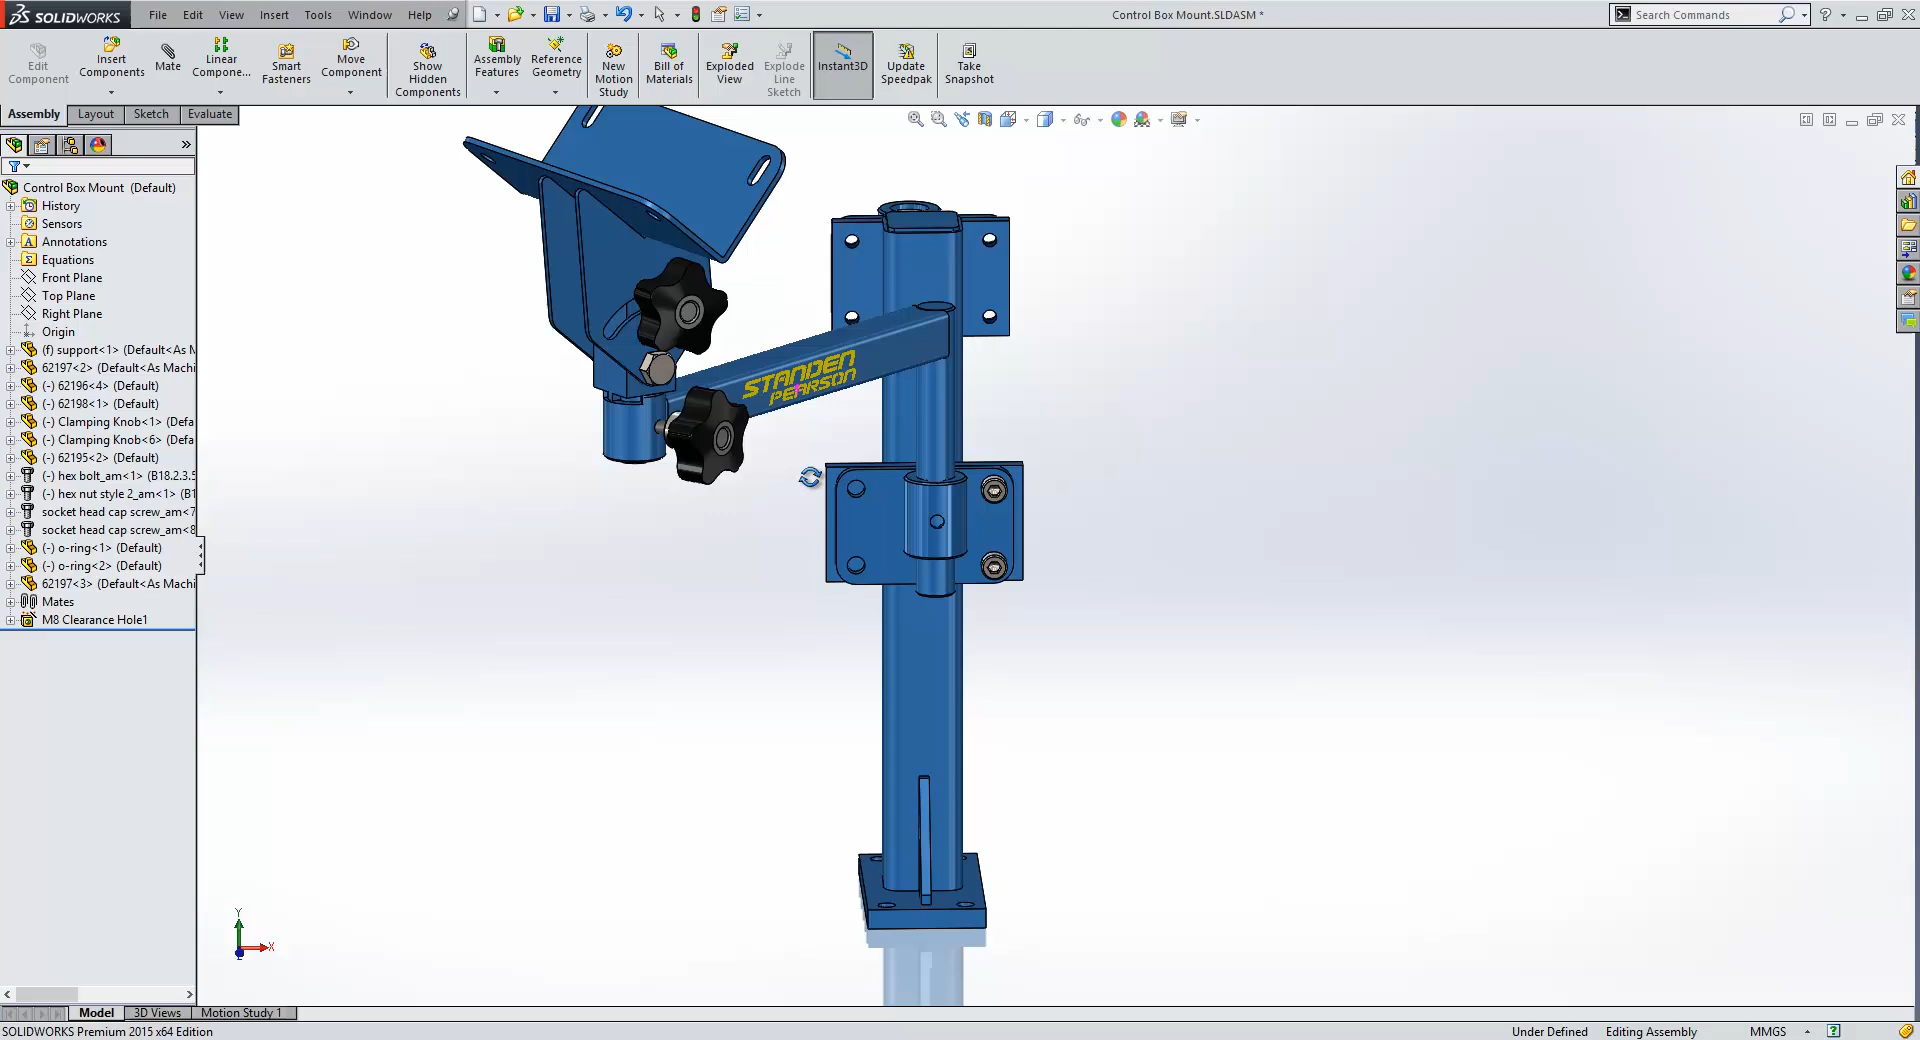 SOLIDWORKS File Edit View Insert Tools Window Help
Control Box Mount.SLDASM *
Search Commands
Edit Component
Insert Components
Mate
Linear Compone...
Smart Fasteners
Move Component
Show Hidden Components
Assembly Features
Reference Geometry
New Motion Study
Bill of Materials
Exploded View
Explode Line Sketch
Instant3D
Update Speedpak
Take Snapshot
Assembly Layout Sketch Evaluate
Control Box Mount (Default)
History
Sensors
Annotations
Equations
Front Plane
Top Plane
Right Plane
Origin
(f) support<1> (Default<As M
62197<2> (Default<As Machi
(-) 62196<4> (Default)
(-) 62198<1> (Default)
(-) Clamping Knob<1> (Defa
(-) Clamping Knob<6> (Defa
(-) 62195<2> (Default)
(-) hex bolt_am<1> (B18.2.3.5
(-) hex nut style 2_am<1> (B1
socket head cap screw_am<7
socket head cap screw_am<8
(-) o-ring<1> (Default)
(-) o-ring<2> (Default)
62197<3> (Default<As Machi
Mates
M8 Clearance Hole1
STANDEN
PEARSON
Y
X
Z
Model 3D Views Motion Study 1
SOLIDWORKS Premium 2015 x64 Edition
Under Defined Editing Assembly MMGS